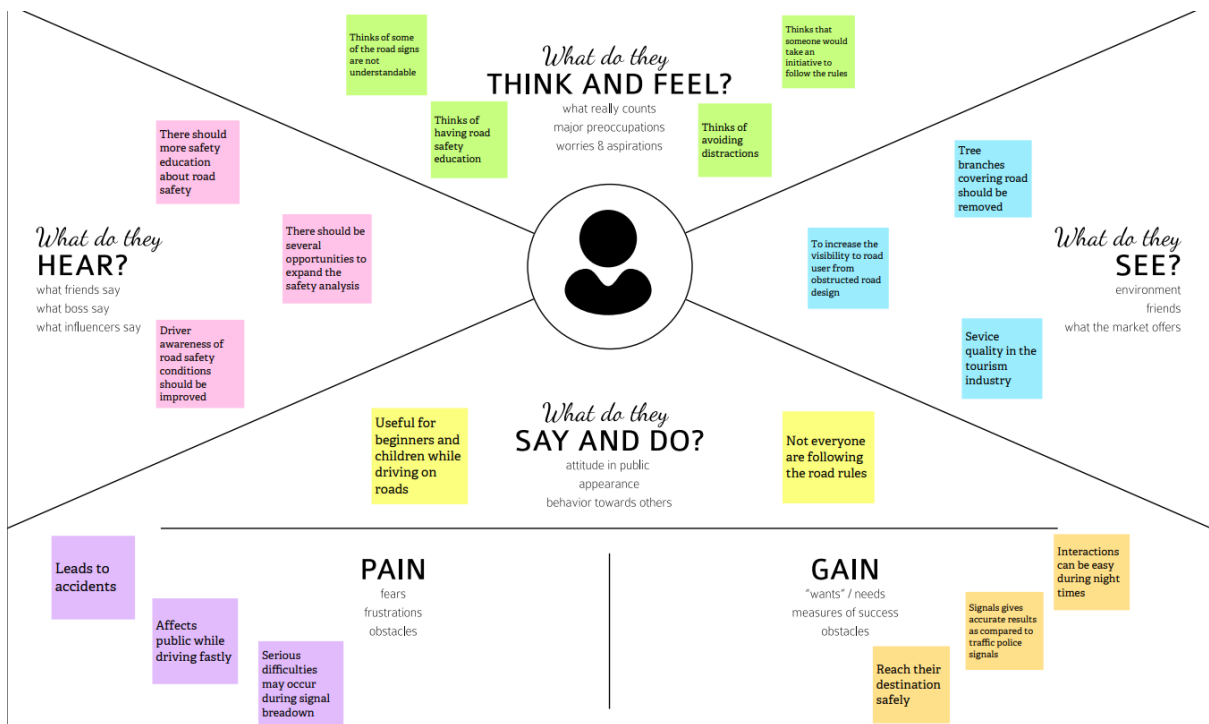 What do they
THINK AND FEEL?
what really counts
major preoccupations
worries & aspirations
Thinks of some
of the road signs
are not
understandable
Thinks of
having road
safety
education
Thinks that
someone would
take an
initiative to
follow the rules
Thinks of
avoiding
distractions
What do they
HEAR?
what friends say
what boss say
what influencers say
There should
more safety
education
about road
safety
There should be
several
opportunities to
expand the
safety analysis
Driver
awareness of
road safety
conditions
should be
improved
What do they
SEE?
environment
friends
what the market offers
Tree
branches
covering road
should be
removed
To increase the
visibility to road
user from
obstructed road
design
Sevice
quality in the
tourism
industry
What do they
SAY AND DO?
attitude in public
appearance
behavior towards others
Useful for
beginners and
children while
driving on
roads
Not everyone
are following
the road rules
PAIN
fears
frustrations
obstacles
Leads to
accidents
Affects
public while
driving fastly
Serious
difficulties
may occur
during signal
breadown
GAIN
"wants" / needs
measures of success
obstacles
Interactions
can be easy
during night
times
Signals gives
accurate results
as compared to
traffic police
signals
Reach their
destination
safely